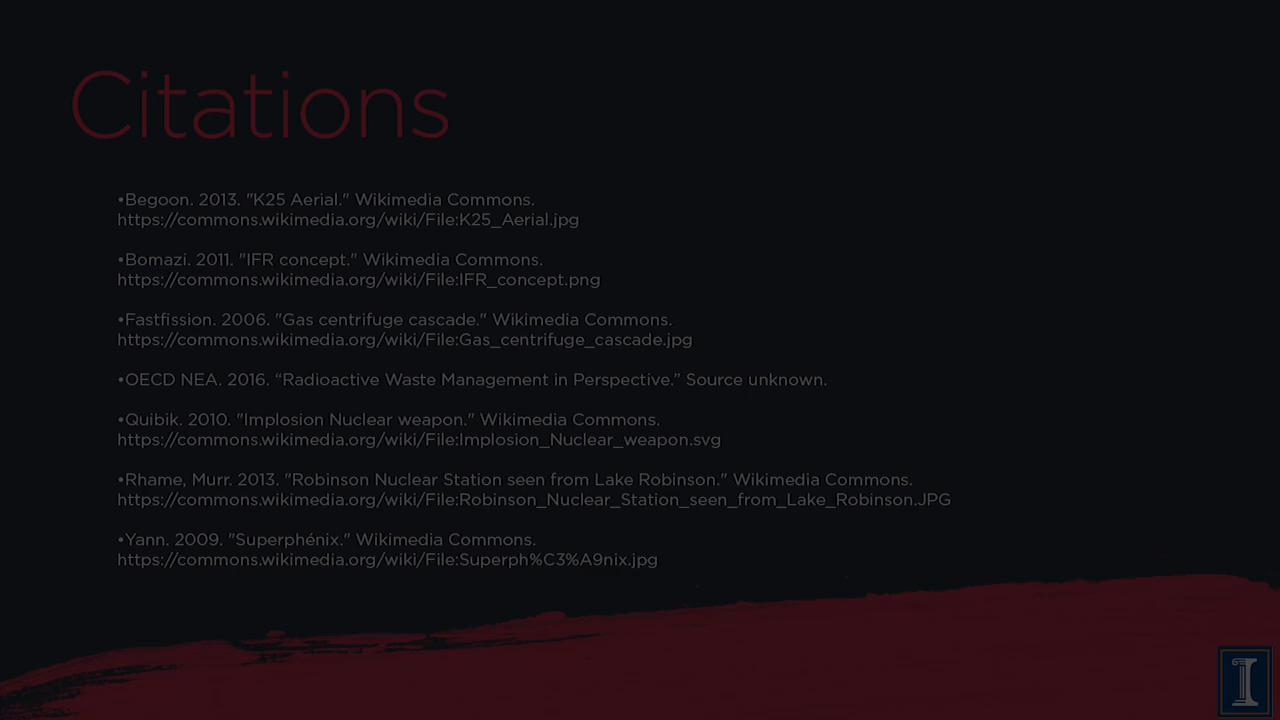 Citations
•Begoon. 2013. "K25 Aerial." Wikimedia Commons.
https://commons.wikimedia.org/wiki/File:K25_Aerial.jpg
•Bomazi. 2011. "IFR concept." Wikimedia Commons.
https://commons.wikimedia.org/wiki/File:IFR_concept.png
•Fastfission. 2006. "Gas centrifuge cascade." Wikimedia Commons.
https://commons.wikimedia.org/wiki/File:Gas_centrifuge_cascade.jpg
•OECD NEA. 2016. “Radioactive Waste Management in Perspective.” Source unknown.
•Quibik. 2010. "Implosion Nuclear weapon." Wikimedia Commons.
https://commons.wikimedia.org/wiki/File:Implosion_Nuclear_weapon.svg
•Rhame, Murr. 2013. "Robinson Nuclear Station seen from Lake Robinson." Wikimedia Commons.
https://commons.wikimedia.org/wiki/File:Robinson_Nuclear_Station_seen_from_Lake_Robinson.JPG
•Yann. 2009. "Superphénix." Wikimedia Commons.
https://commons.wikimedia.org/wiki/File:Superph%C3%A9nix.jpg
I